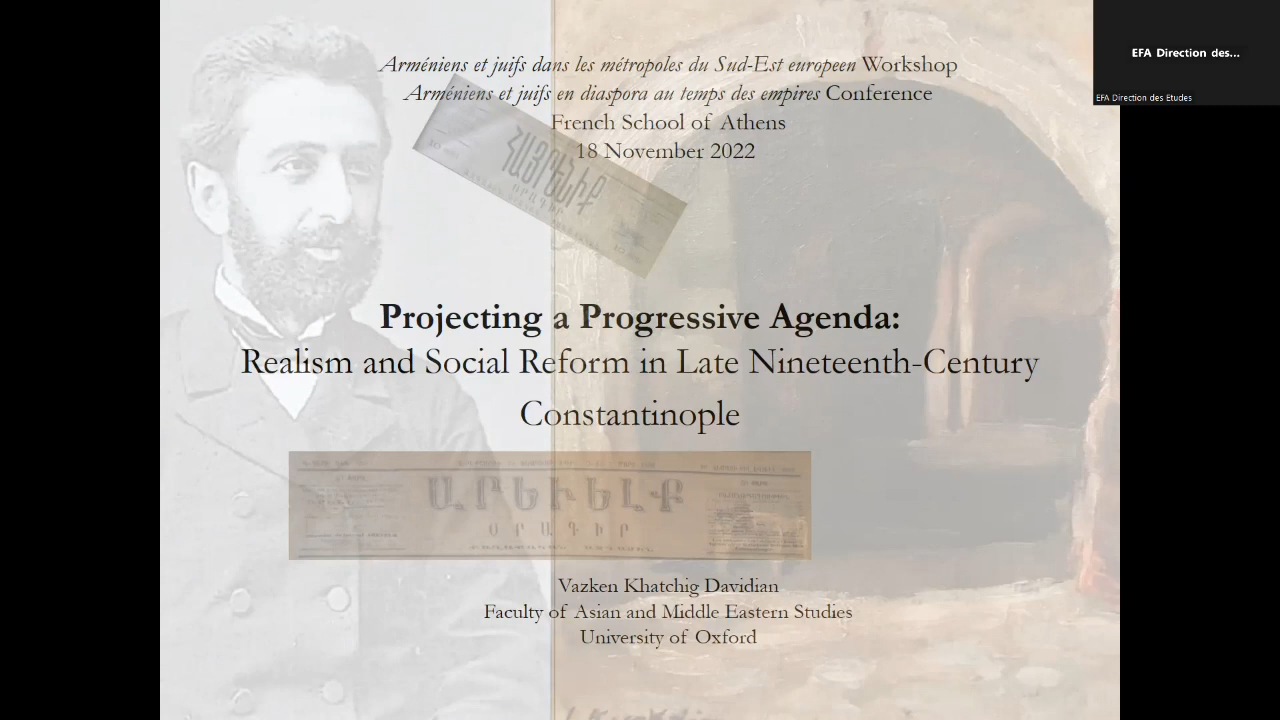 Arméniens et juifs dans les métropoles du Sud-Est europeen Workshop
Arméniens et juifs en diaspora au temps des empires Conference
French School of Athens
18 November 2022
ՀԱՅՐԵՆԻՔ
ՕՐԱԳԻՐ
Projecting a Progressive Agenda:
Realism and Social Reform in Late Nineteenth-Century
Constantinople
ԱՐԵՒԵԼՔ
ՕՐԱԳԻՐ
Vazken Khatchig Davidian
Faculty of Asian and Middle Eastern Studies
University of Oxford
EFA Direction des...
EFA Direction des Etudes